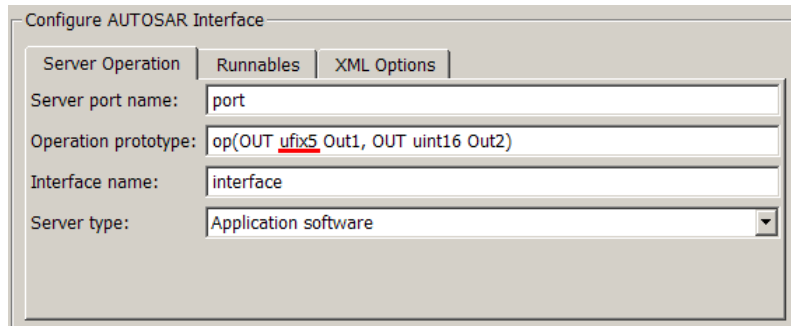 Configure AUTOSAR Interface
Server Operation Runnables XML Options
Server port name: port
Operation prototype: op(OUT ufix5 Out1, OUT uint16 Out2)
Interface name: interface
Server type: Application software